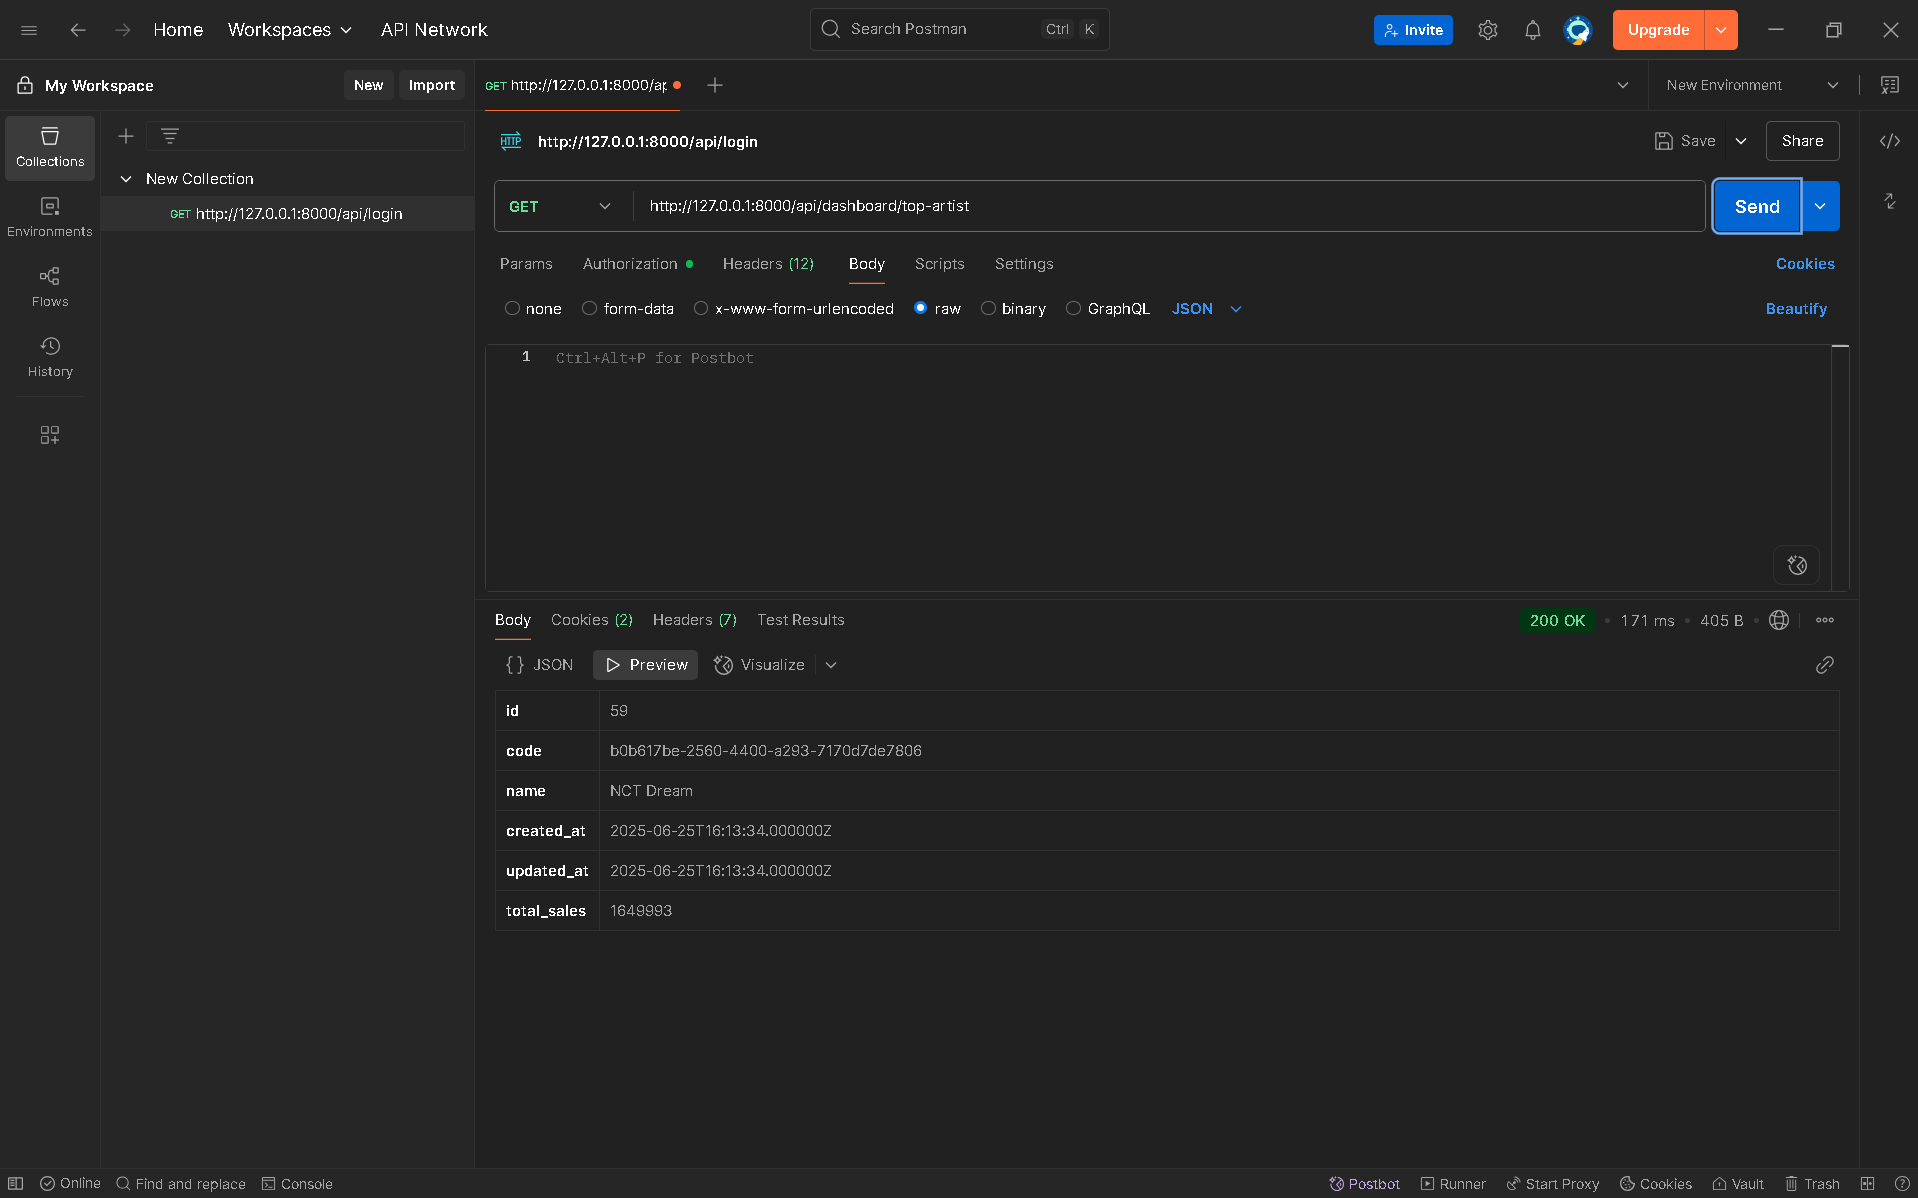 Home Workspaces API Network Search Postman Ctrl K Invite Upgrade
My Workspace New Import GET http://127.0.0.1:8000/ap New Environment
Collections
Environments
Flows
History
New Collection
GET http://127.0.0.1:8000/api/login
HTTP http://127.0.0.1:8000/api/login Save Share
GET http://127.0.0.1:8000/api/dashboard/top-artist Send
Params Authorization Headers (12) Body Scripts Settings Cookies
none form-data x-www-form-urlencoded raw binary GraphQL JSON Beautify
1 Ctrl+Alt+P for Postbot
Body Cookies (2) Headers (7) Test Results 200 OK • 171 ms • 405 B •
{} JSON Preview Visualize
id 59
code b0b617be-2560-4400-a293-7170d7de7806
name NCT Dream
created_at 2025-06-25T16:13:34.000000Z
updated_at 2025-06-25T16:13:34.000000Z
total_sales 1649993
Online Find and replace Console Postbot Runner Start Proxy Cookies Vault Trash